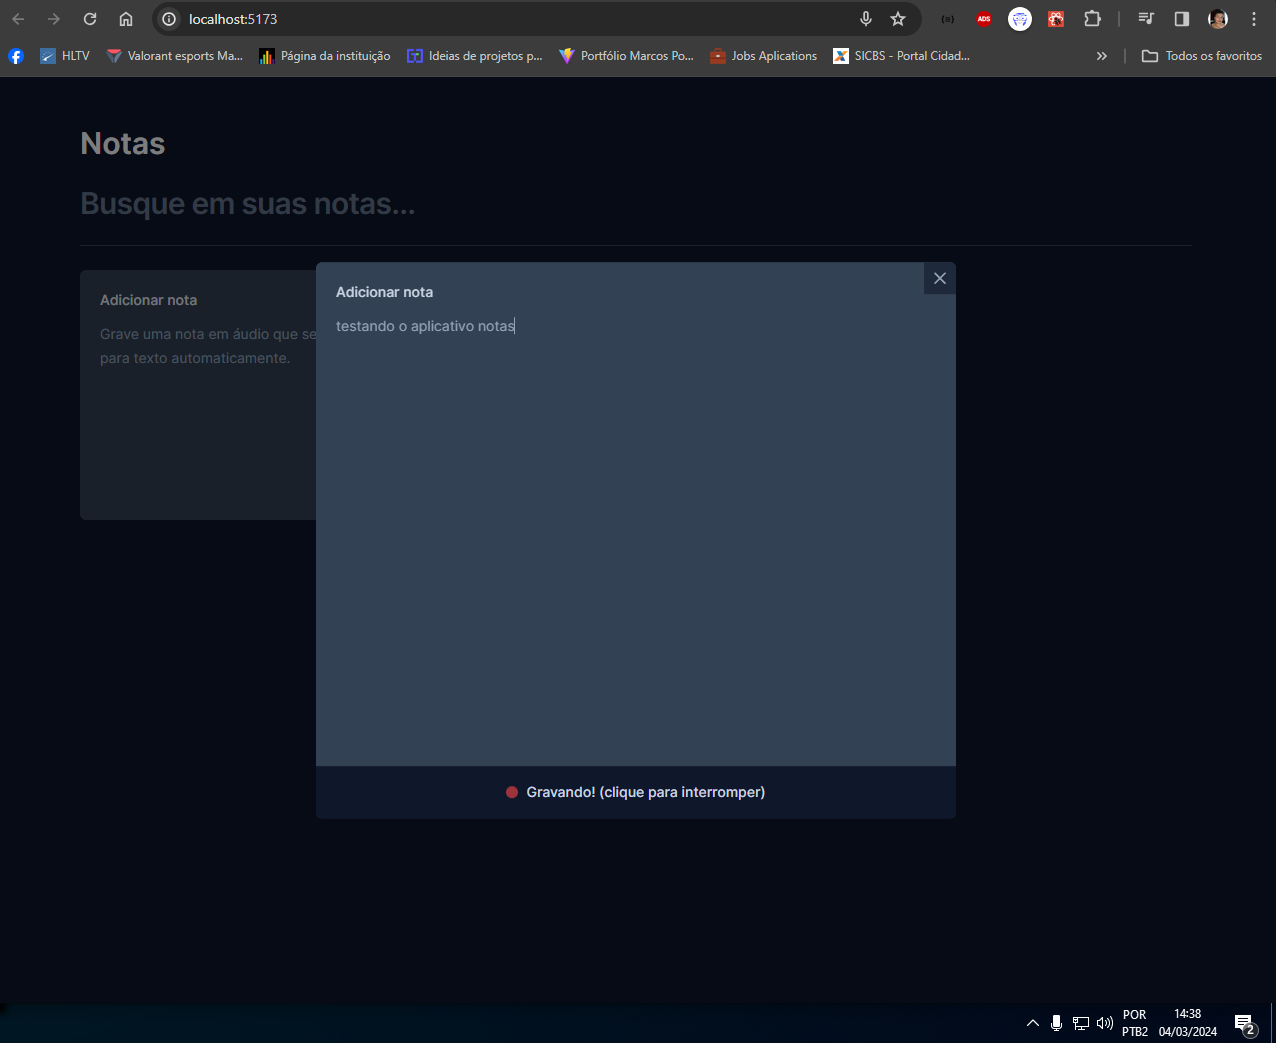 localhost:5173
{≡}
ADS
HLTV
Valorant esports Ma...
Página da instituição
Ideias de projetos p...
Portfólio Marcos Po...
Jobs Aplications
SICBS - Portal Cidad...
»
Todos os favoritos
Notas
Busque em suas notas...
Adicionar nota
Grave uma nota em áudio que se
para texto automaticamente.
Adicionar nota
testando o aplicativo notas
Gravando! (clique para interromper)
POR
PTB2
14:38
04/03/2024
2